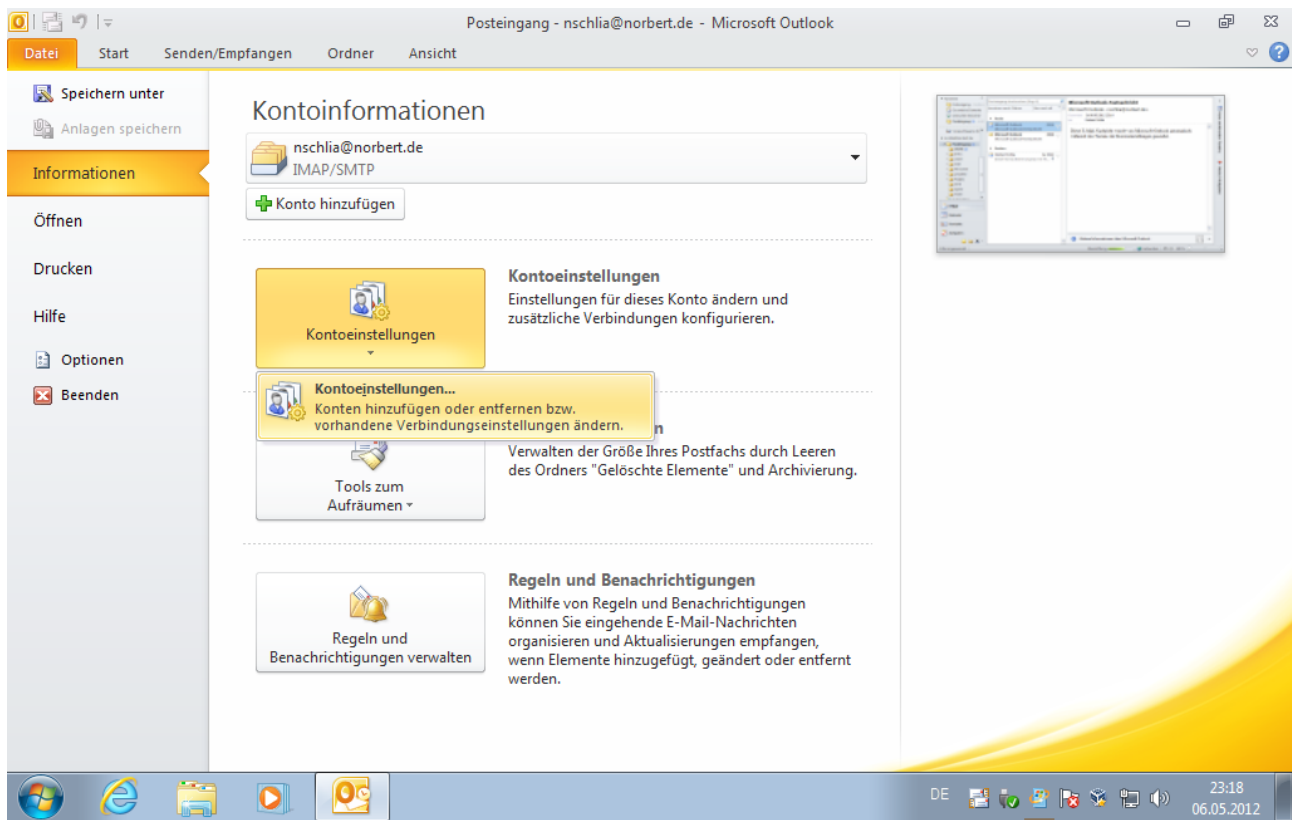 Posteingang - nschlia@norbert.de - Microsoft Outlook
Datei Start Senden/Empfangen Ordner Ansicht
Speichern unter
Anlagen speichern
Informationen
Öffnen
Drucken
Hilfe
Optionen
Beenden
Kontoinformationen
nschlia@norbert.de
IMAP/SMTP
Konto hinzufügen
Kontoeinstellungen
Kontoeinstellungen
Einstellungen für dieses Konto ändern und
zusätzliche Verbindungen konfigurieren.
Kontoeinstellungen...
Konten hinzufügen oder entfernen bzw.
vorhandene Verbindungseinstellungen ändern.
n
Verwalten der Größe Ihres Postfachs durch Leeren
des Ordners "Gelöschte Elemente" und Archivierung.
Tools zum
Aufräumen
Regeln und
Benachrichtigungen verwalten
Regeln und Benachrichtigungen
Mithilfe von Regeln und Benachrichtigungen
können Sie eingehende E-Mail-Nachrichten
organisieren und Aktualisierungen empfangen,
wenn Elemente hinzugefügt, geändert oder entfernt
werden.
DE
23:18
06.05.2012